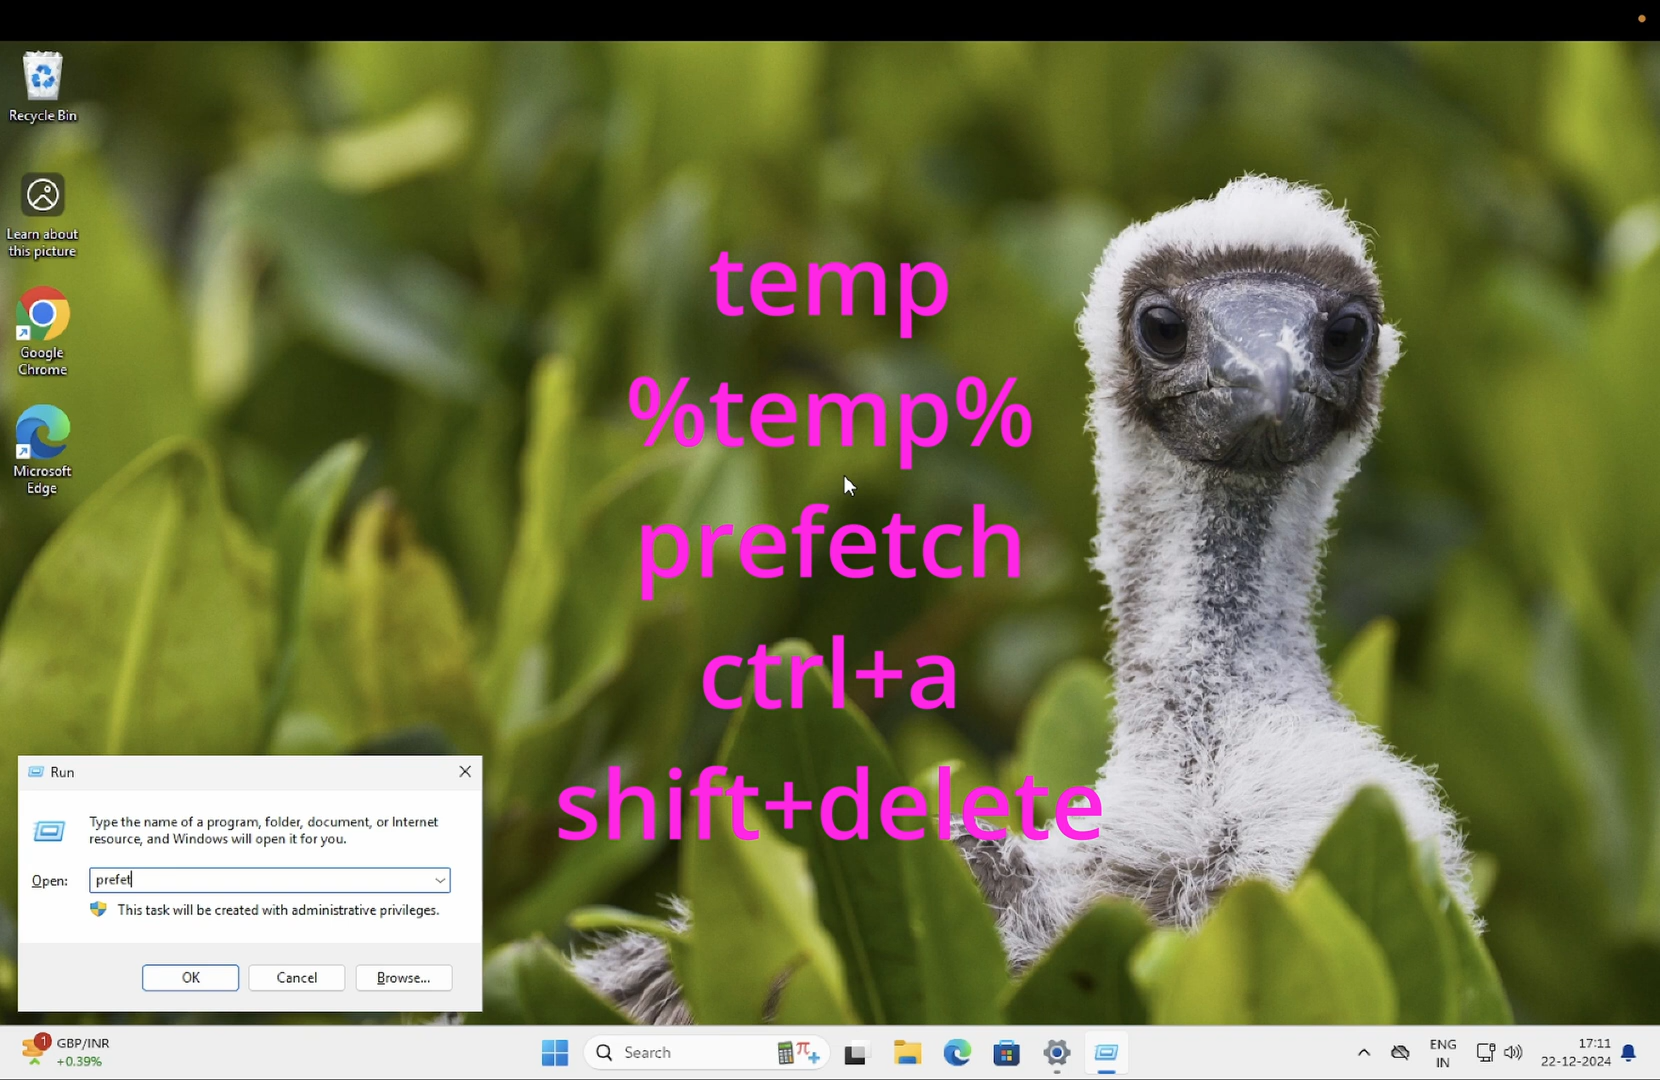 Recycle Bin
Learn about
this picture
Google
Chrome
Microsoft
Edge
temp
%temp%
prefetch
ctrl+a
shift+delete
Run
Type the name of a program, folder, document, or Internet
resource, and Windows will open it for you.
Open: prefet
This task will be created with administrative privileges.
OK Cancel Browse...
1 GBP/INR
+0.39%
Search
ENG
IN
17:11
22-12-2024